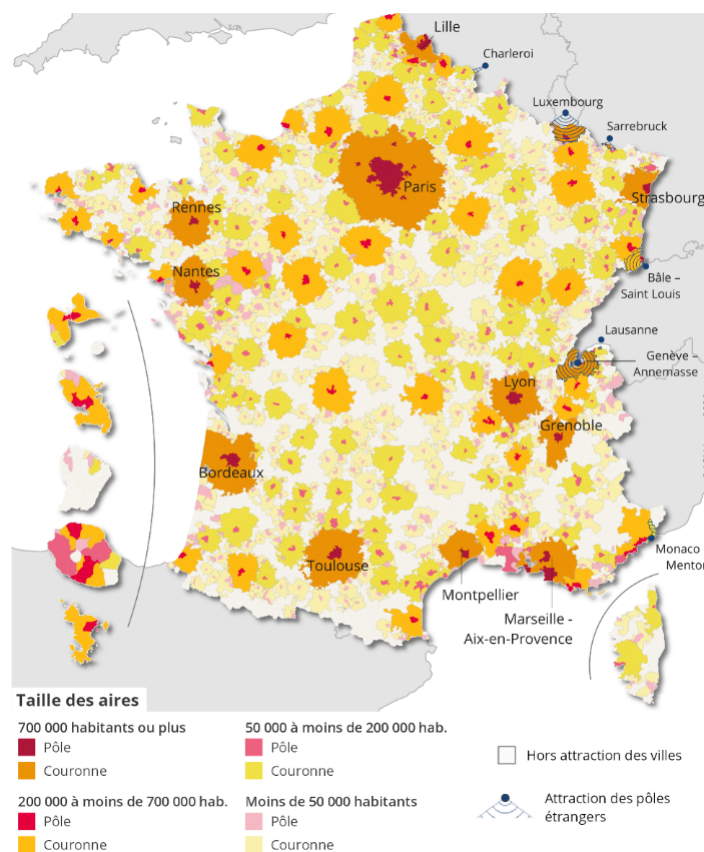 Lille
Charleroi
Luxembourg
Sarrebruck
Paris
Strasbourg
Rennes
Nantes
Bâle –
Saint Louis
Lausanne
Genève –
Annemasse
Lyon
Grenoble
Bordeaux
Toulouse
Monaco
Menton
Montpellier
Marseille -
Aix-en-Provence
Taille des aires
700 000 habitants ou plus
Pôle
Couronne
200 000 à moins de 700 000 hab.
Pôle
Couronne
50 000 à moins de 200 000 hab.
Pôle
Couronne
Moins de 50 000 habitants
Pôle
Couronne
Hors attraction des villes
Attraction des pôles
étrangers